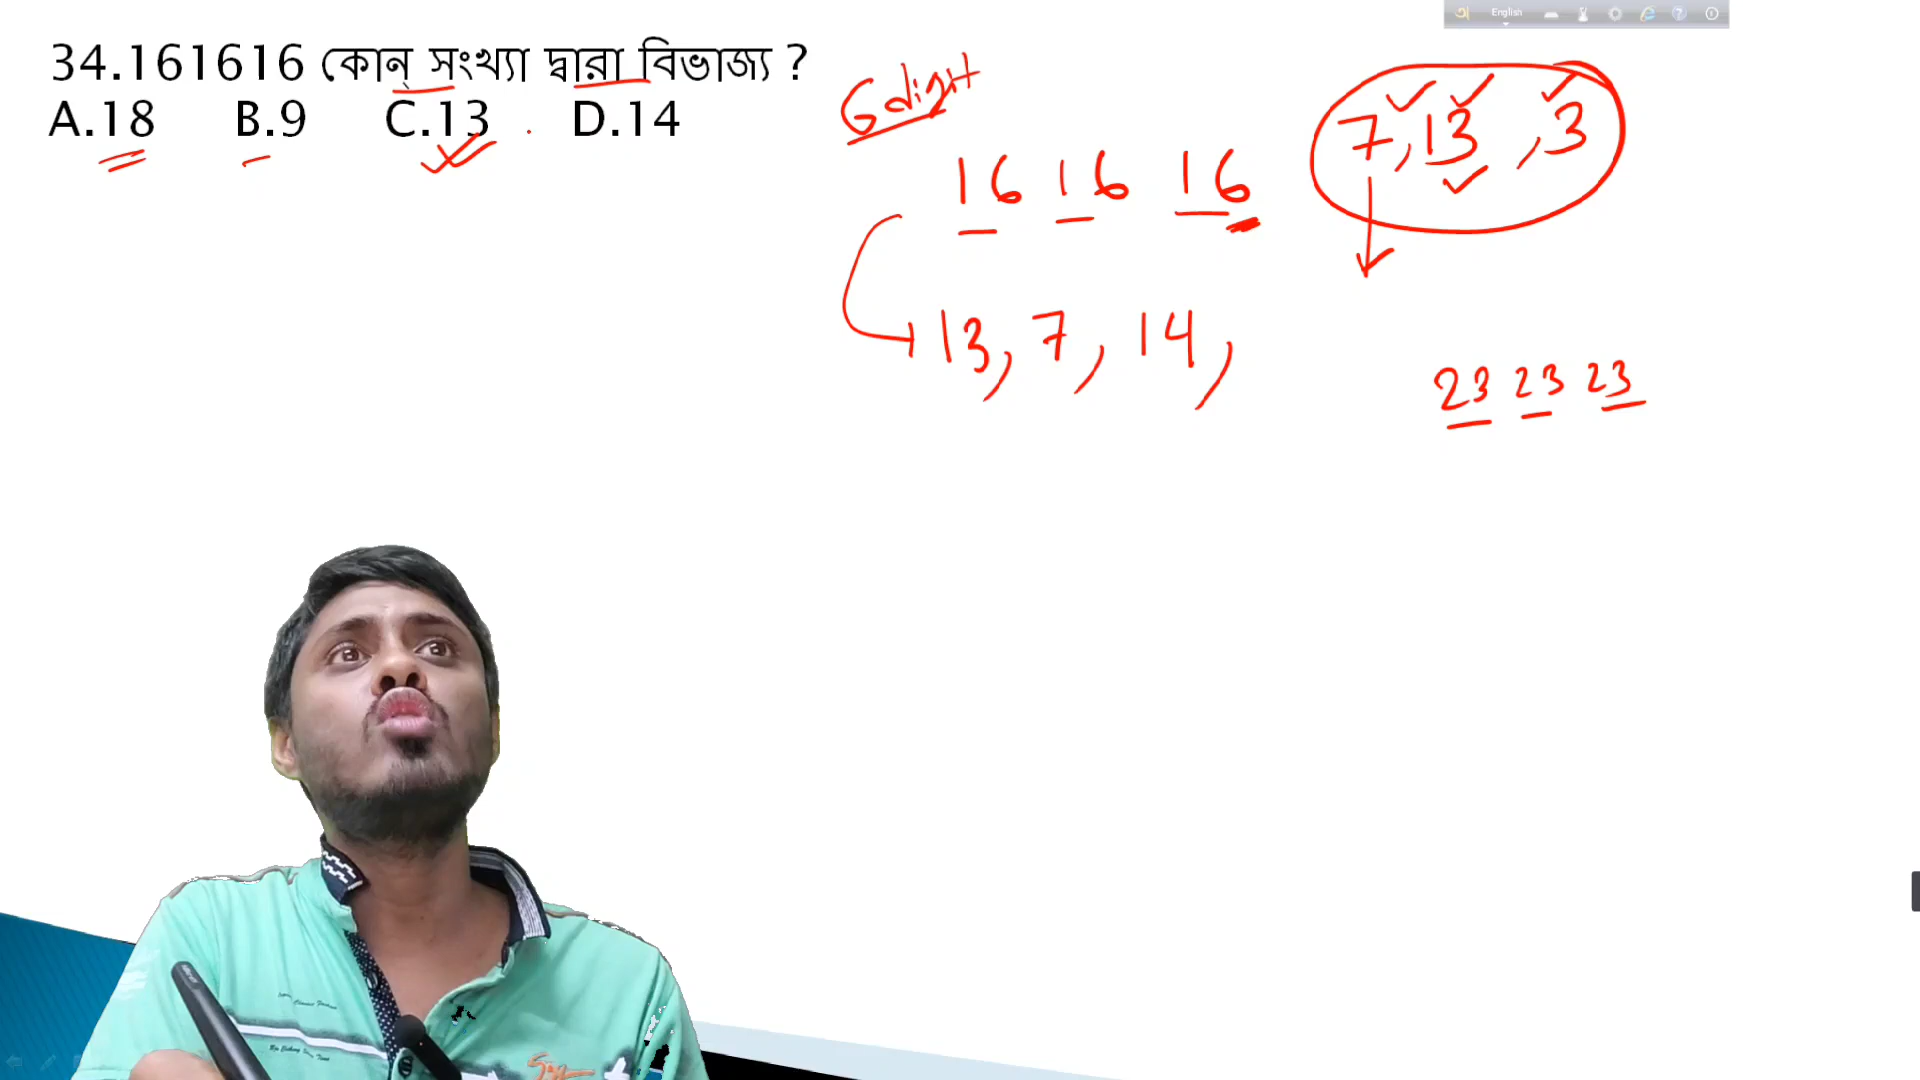 34.161616 কোন্ সংখ্যা দ্বারা বিভাজ্য ?
A.18 B.9 C.13 D.14
6 digit
16 16 16
7, 13, 3
13, 7, 14,
23 23 23
English